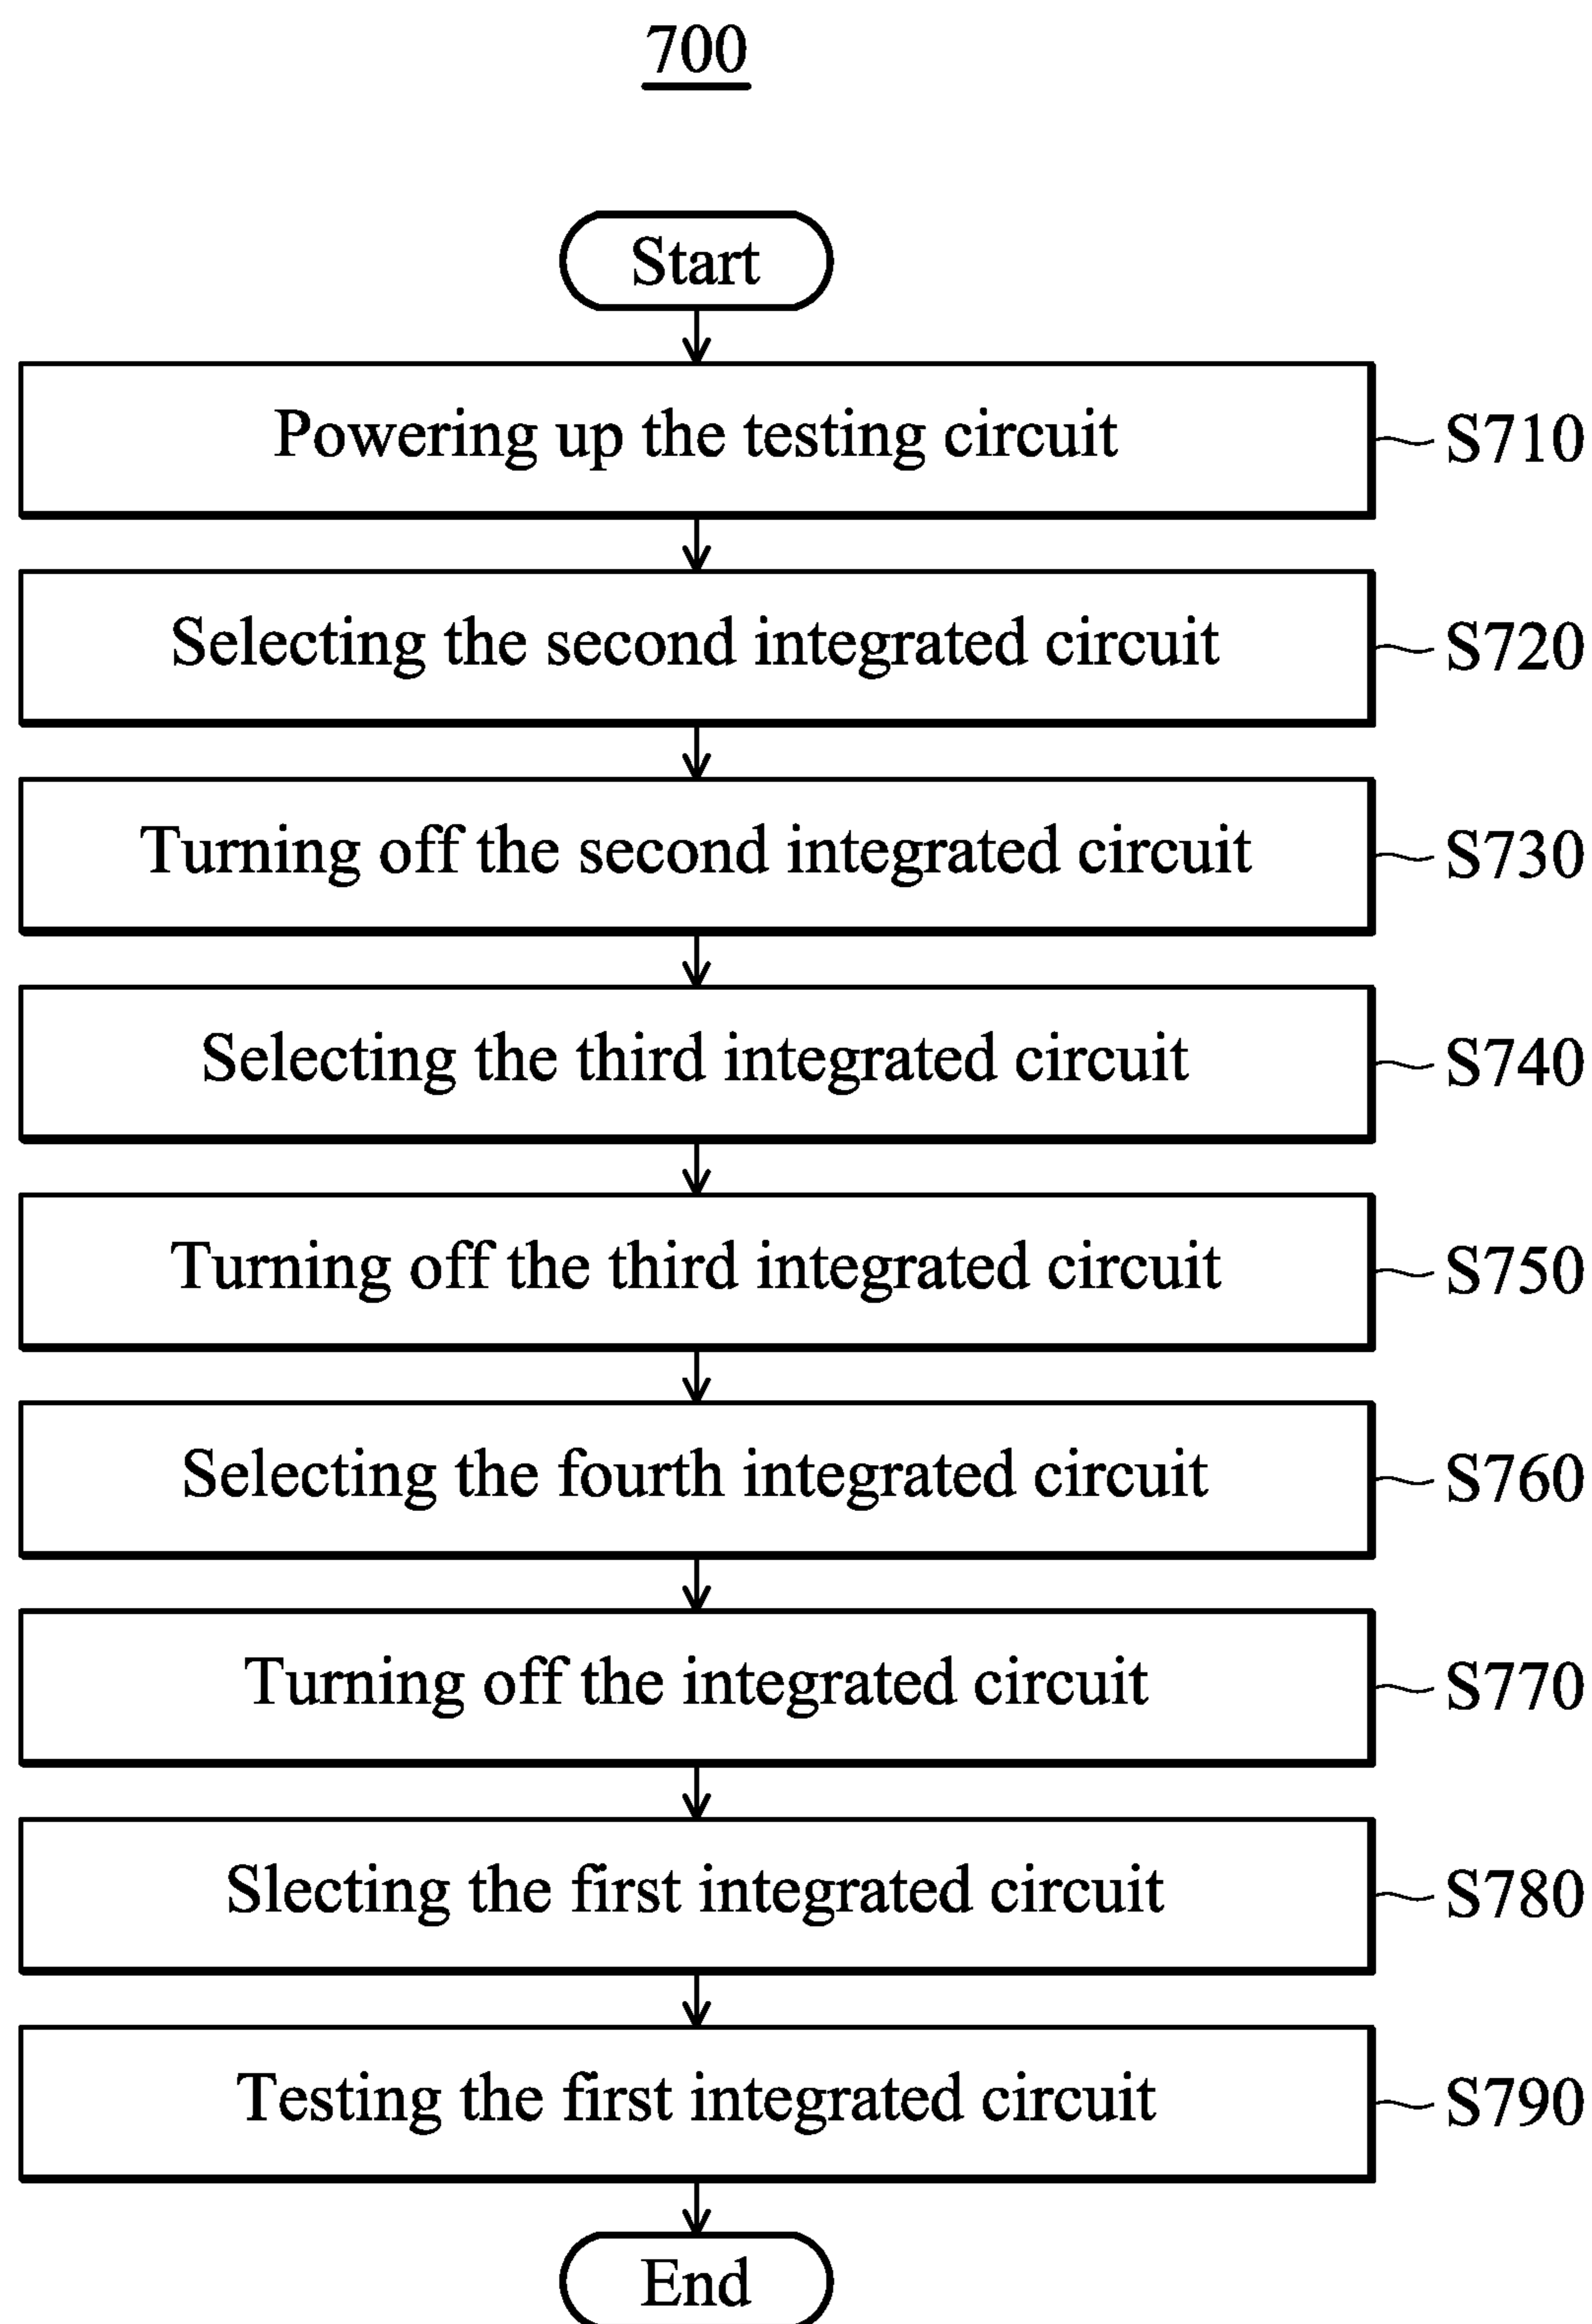 700
Start
Powering up the testing circuit
S710
Selecting the second integrated circuit
S720
Turning off the second integrated circuit
S730
Selecting the third integrated circuit
S740
Turning off the third integrated circuit
S750
Selecting the fourth integrated circuit
S760
Turning off the integrated circuit
S770
Slecting the first integrated circuit
S780
Testing the first integrated circuit
S790
End